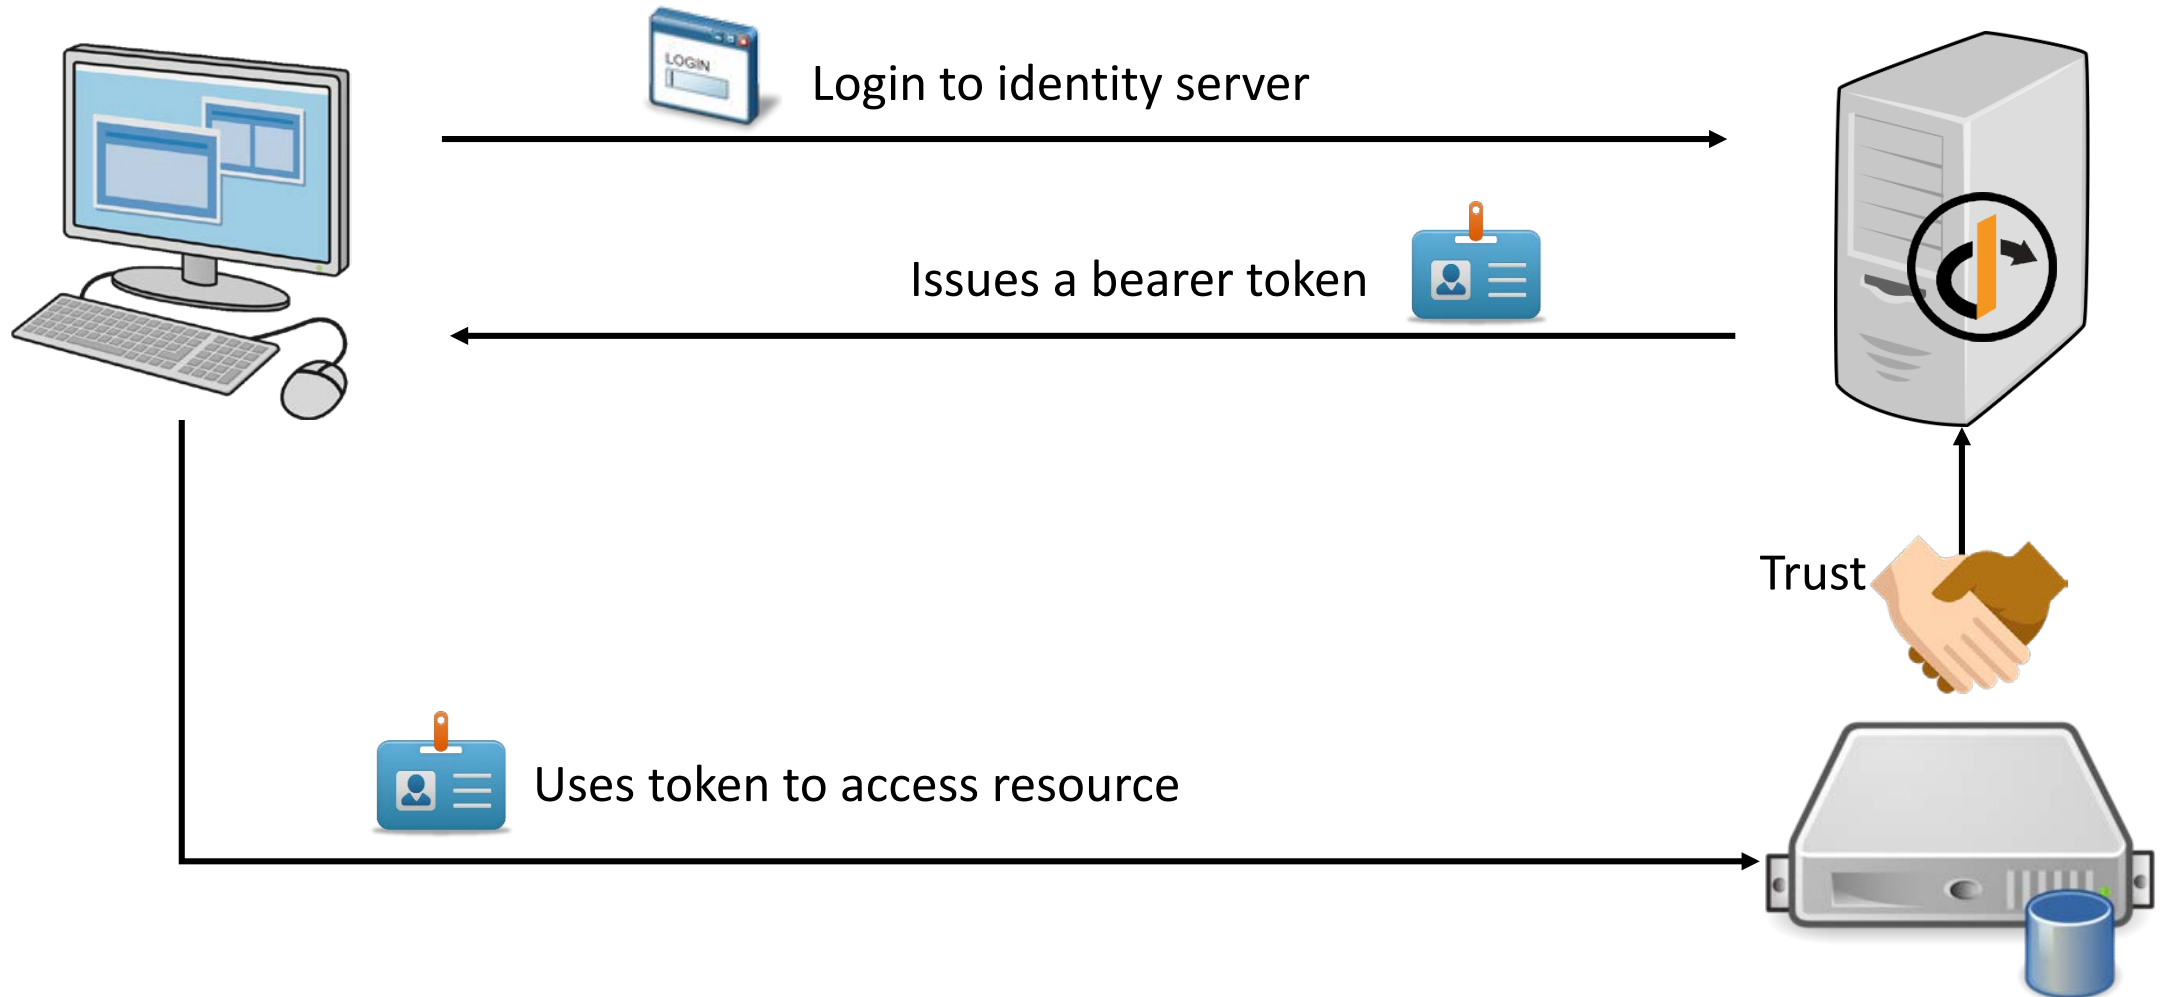 LOGIN
Login to identity server
Issues a bearer token
Trust
Uses token to access resource